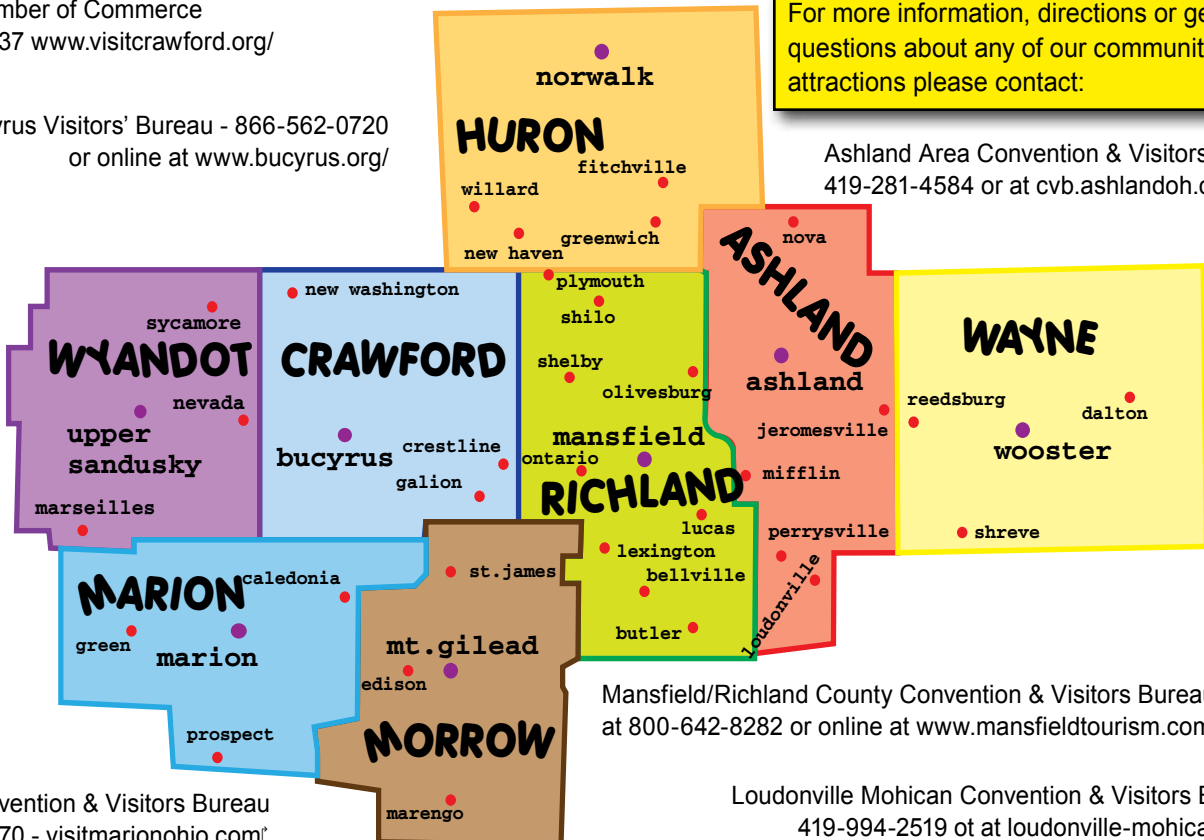 mber of Commerce
37 www.visitcrawford.org/
yrus Visitors' Bureau - 866-562-0720
or online at www.bucyrus.org/
For more information, directions or ge
questions about any of our communit
attractions please contact:
Ashland Area Convention & Visitors
419-281-4584 or at cvb.ashlandoh.c
norwalk
HURON
fitchville
willard
greenwich
new haven
ASHLAND
nova
ashland
jeromesville
mifflin
perrysville
loudonville
WYANDOT
sycamore
nevada
upper
sandusky
marseilles
CRAWFORD
new washington
bucyrus
crestline
galion
plymouth
shilo
shelby
olivesburg
mansfield
ontario
RICHLAND
lucas
lexington
bellville
butler
WAYNE
reedsburg
dalton
wooster
shreve
MARION
caledonia
green
marion
prospect
st.james
mt.gilead
edison
MORROW
marengo
Mansfield/Richland County Convention & Visitors Burea
at 800-642-8282 or online at www.mansfieldtourism.com
Loudonville Mohican Convention & Visitors B
419-994-2519 ot at loudonville-mohica
vention & Visitors Bureau
70 - visitmarionohio.com